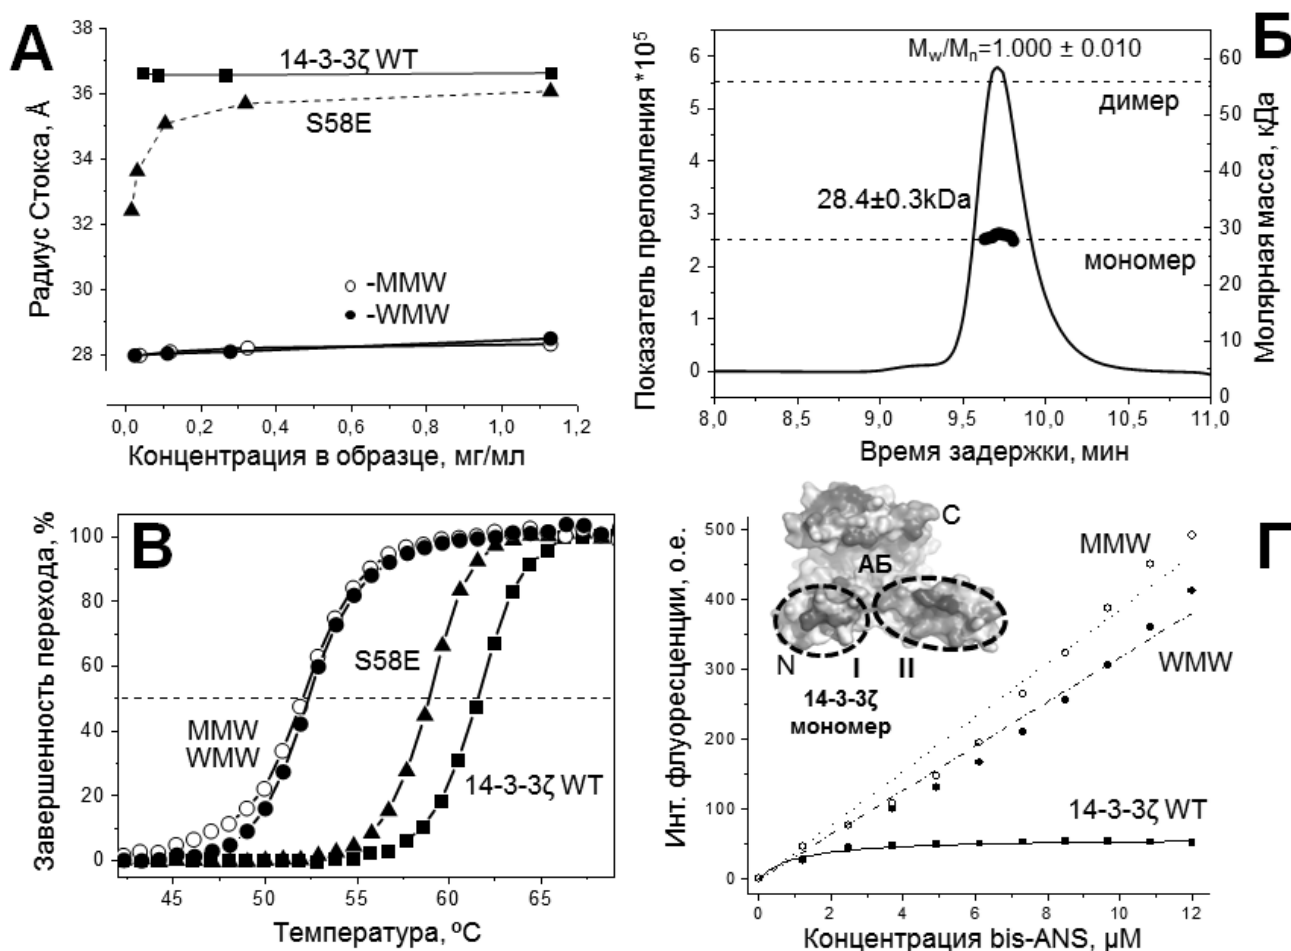 А
Радиус Стокса, Å
38
36
34
32
30
28
14-3-3ζ WT
S58E
-MMW
-WMW
0,0
0,2
0,4
0,6
0,8
1,0
1,2
Концентрация в образце, мг/мл
Б
Показатель преломления *10⁵
6
5
4
3
2
1
0
Mw/Mn=1.000 ± 0.010
димер
28.4±0.3kDa
мономер
60
50
40
30
20
10
0
Молярная масса, кДа
8,0
8,5
9,0
9,5
10,0
10,5
11,0
Время задержки, мин
В
Завершенность перехода, %
100
80
60
40
20
0
S58E
MMW
WMW
14-3-3ζ WT
45
50
55
60
65
Температура, ºC
Г
Инт. флуоресценции, о.е.
500
400
300
200
100
0
C
АБ
N
I
II
14-3-3ζ
мономер
MMW
WMW
14-3-3ζ WT
0
2
4
6
8
10
12
Концентрация bis-ANS, µM